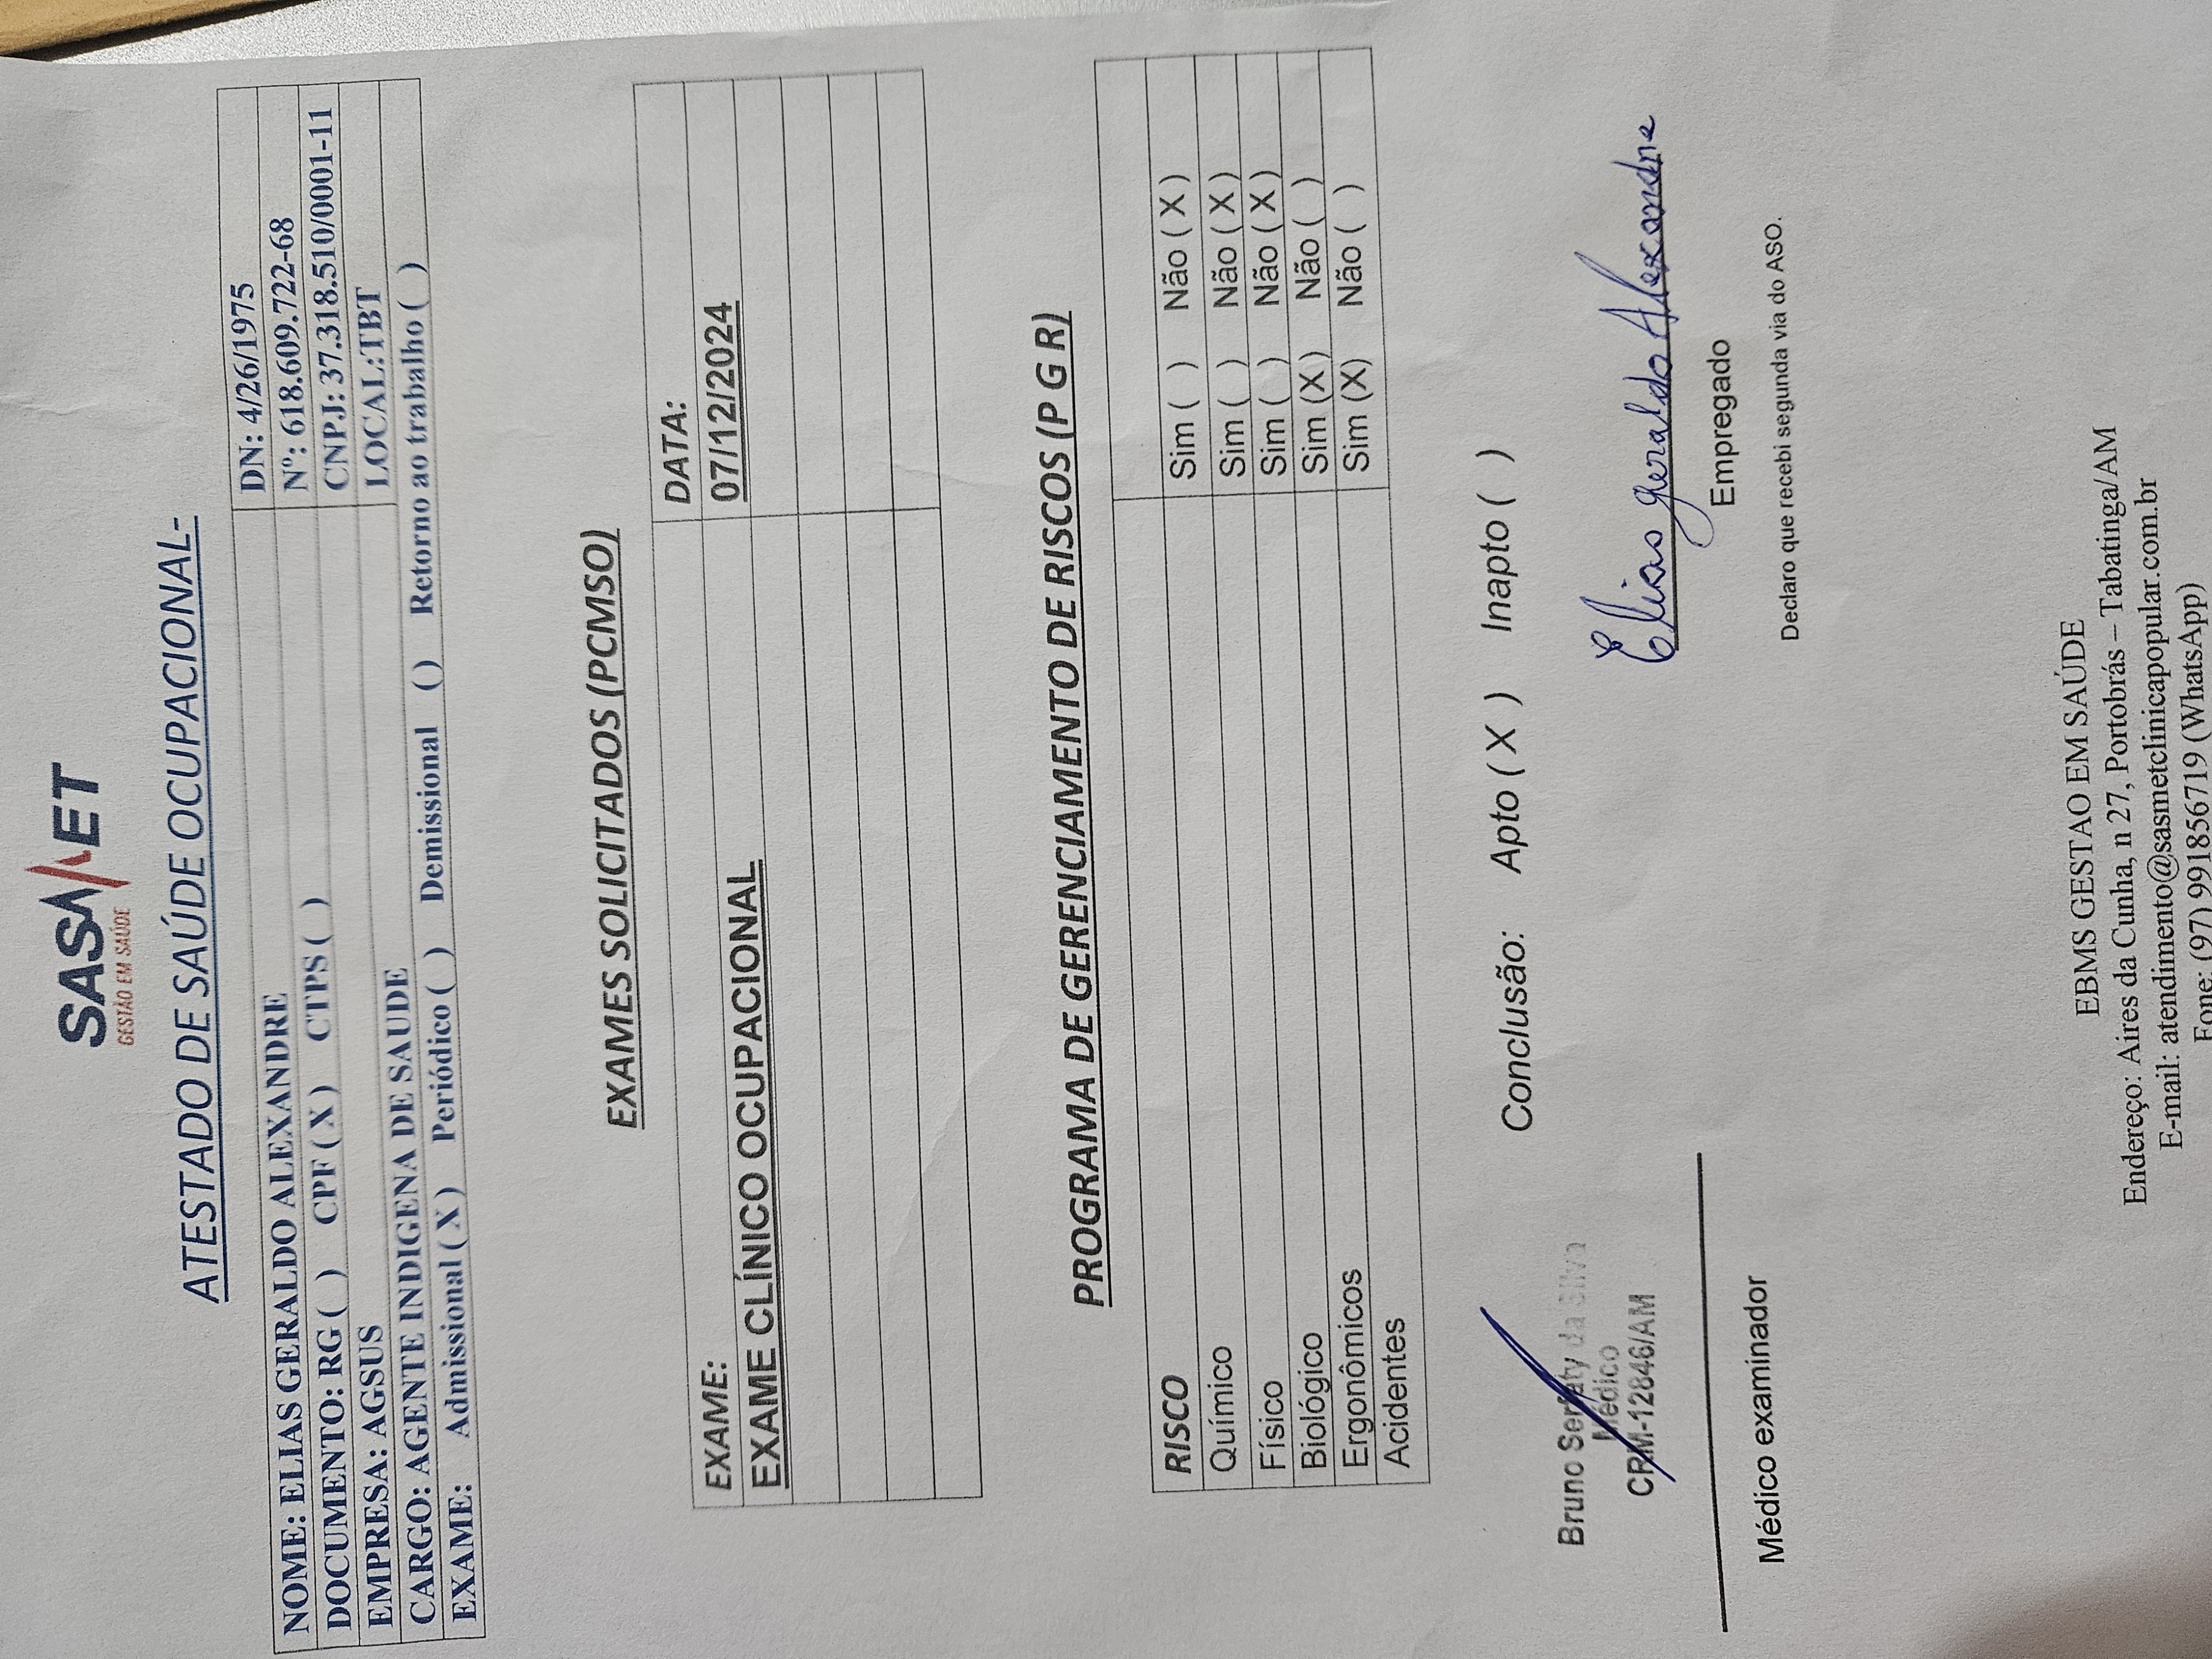 SASMET
GESTÃO EM SAÚDE
ATESTADO DE SAÚDE OCUPACIONAL-
NOME: ELIAS GERALDO ALEXANDRE DN: 4/26/1975
DOCUMENTO: RG ( ) CPF ( X ) CTPS ( ) Nº: 618.609.722-68
EMPRESA: AGSUS CNPJ: 37.318.510/0001-11
CARGO: AGENTE INDIGENA DE SAUDE LOCAL:TBT
EXAME: Admissional ( X ) Periódico ( ) Demissional ( ) Retorno ao trabalho ( )
EXAMES SOLICITADOS (PCMSO)
EXAME: DATA:
EXAME CLÍNICO OCUPACIONAL 07/12/2024
PROGRAMA DE GERENCIAMENTO DE RISCOS (P G R)
RISCO
Químico Sim ( ) Não ( X )
Físico Sim ( ) Não ( X )
Biológico Sim ( ) Não ( X )
Ergonômicos Sim (X ) Não ( )
Acidentes Sim (X) Não ( )
Conclusão: Apto ( X ) Inapto ( )
Bruno Serfaty da Silva
Médico
CRM-12846/AM
Elias Geraldo Alexandre
Médico examinador
Empregado
Declaro que recebi segunda via do ASO.
EBMS GESTAO EM SAÚDE
Endereço: Aires da Cunha, n 27, Portobrás – Tabatinga/AM
E-mail: atendimento@sasmetclinicapopular.com.br
Fone: (97) 991856719 (WhatsApp)